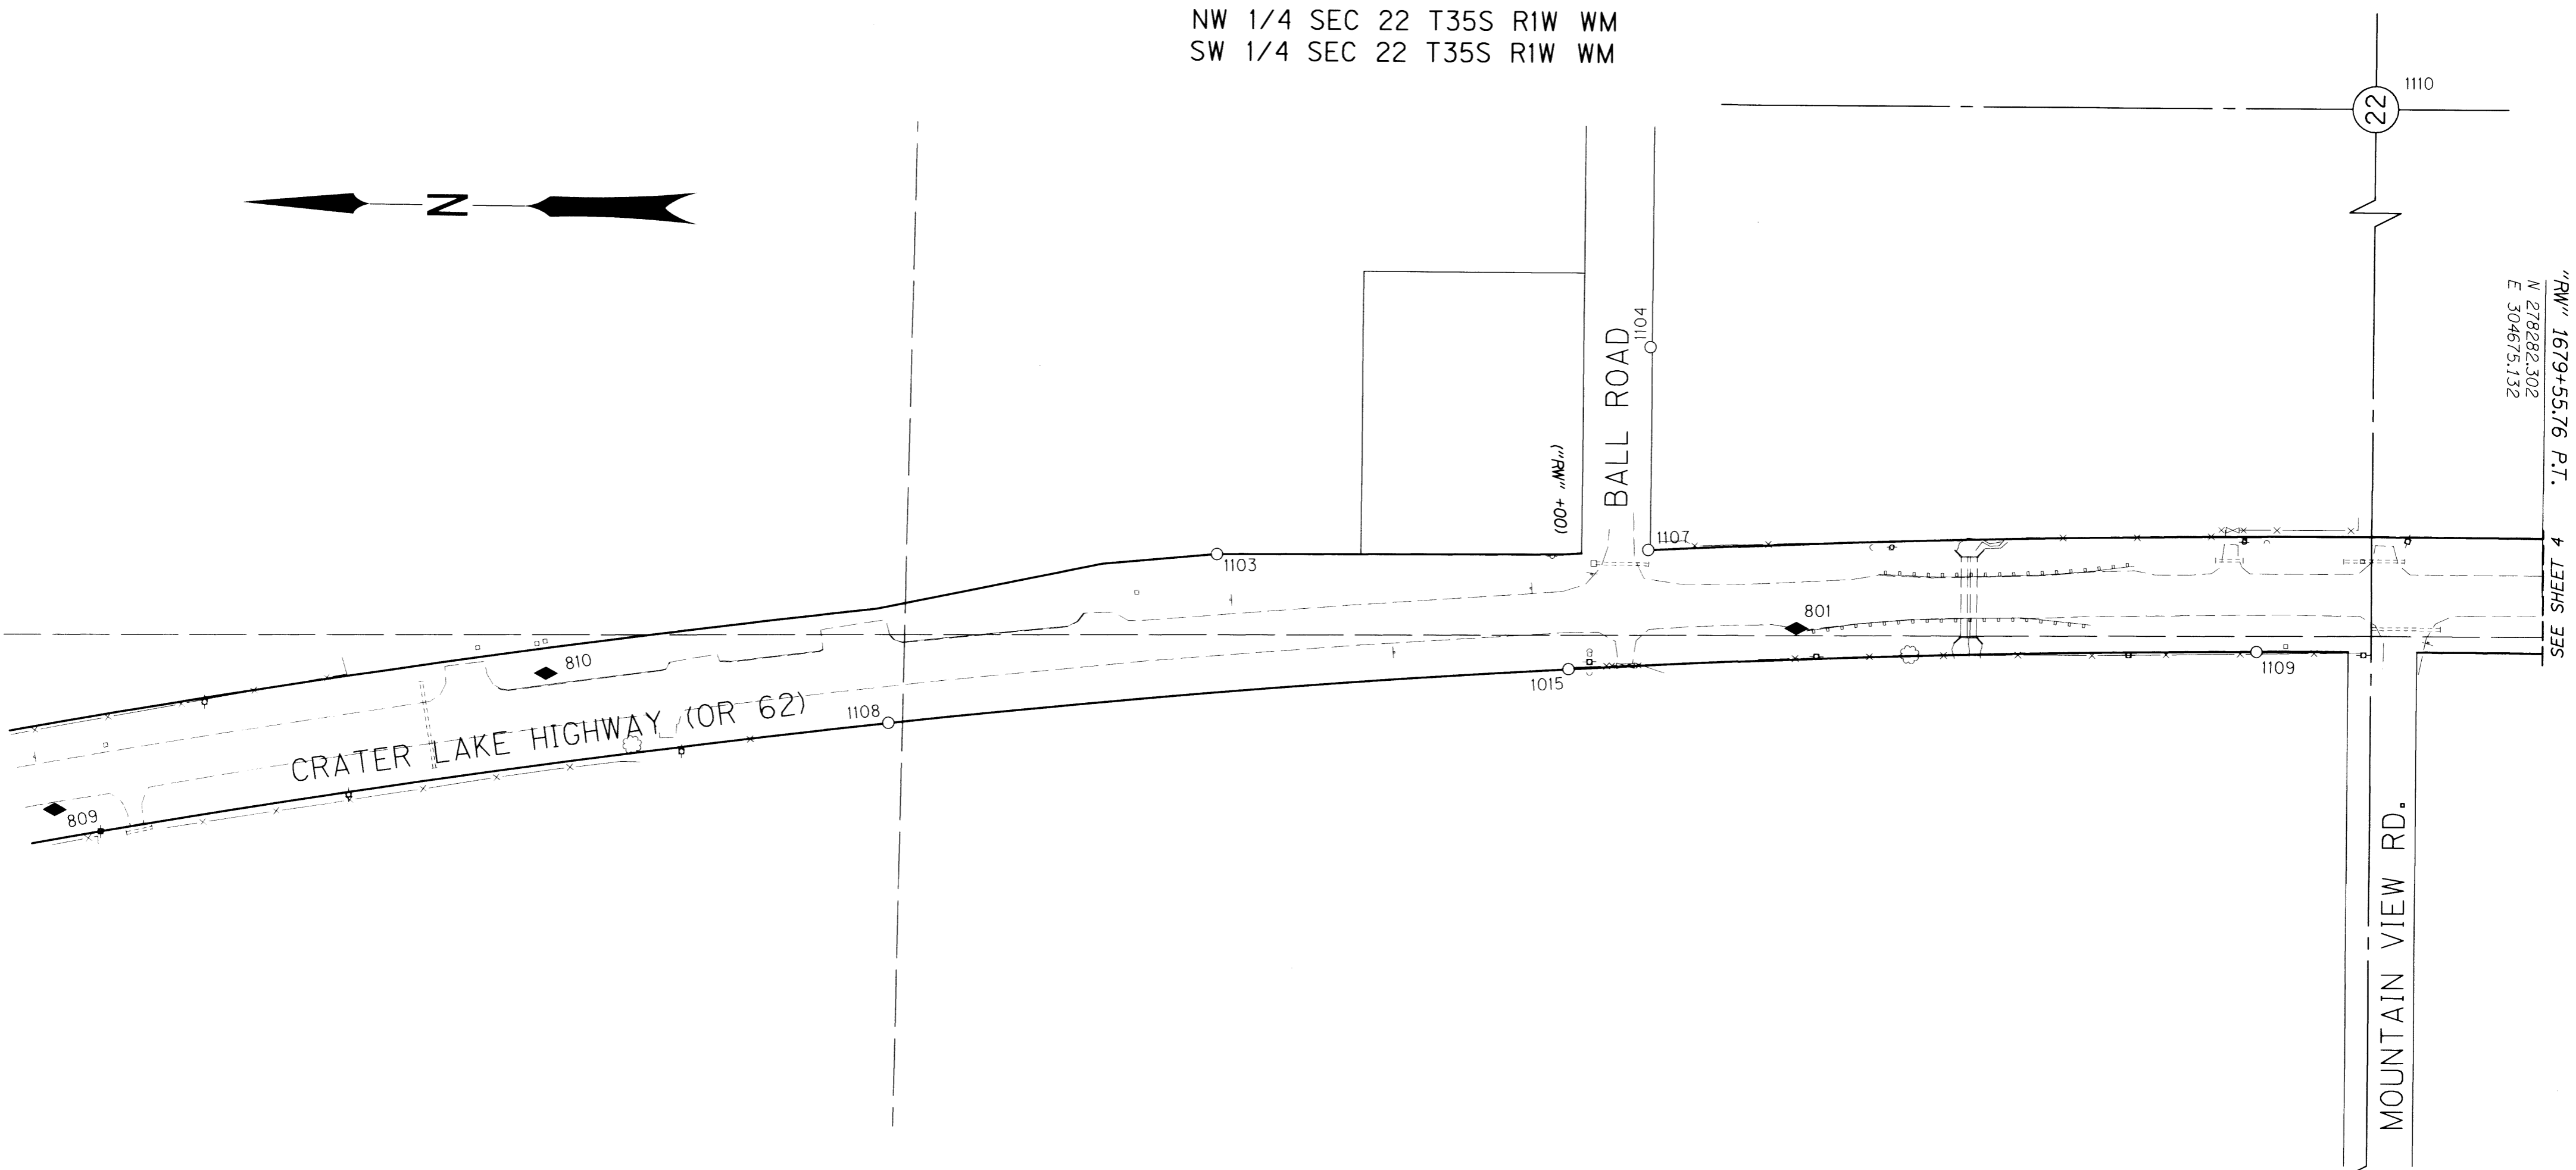 NW 1/4 SEC 22 T35S R1W WM
SW 1/4 SEC 22 T35S R1W WM
1110
22
N
"RW" 1679+55.76 P.T.
N 278282.302
E 304675.132
SEE SHEET 4
1104
BALL ROAD
("RW" +00)
1107
1103
801
810
1015
1109
1108
CRATER LAKE HIGHWAY (OR 62)
809
MOUNTAIN VIEW RD.